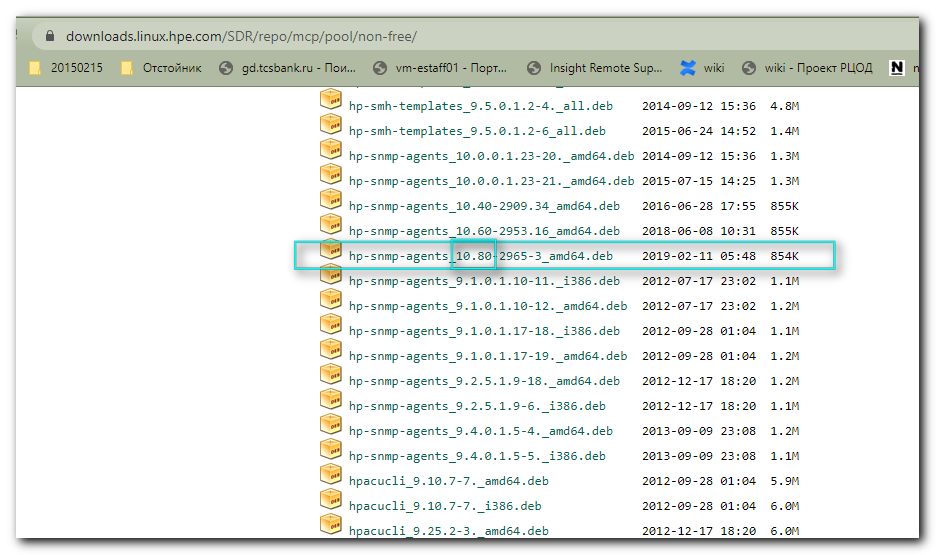 downloads.linux.hpe.com/SDR/repo/mcp/pool/non-free/
20150215 Отстойник gd.tcsbank.ru - Пои... vm-estaff01 - Порт... Insight Remote Sup... wiki wiki - Проект РЦОД N n
hp-smh-templates_9.5.0.1.2-4._all.deb 2014-09-12 15:36 4.8M
hp-smh-templates_9.5.0.1.2-6_all.deb 2015-06-24 14:52 1.4M
hp-snmp-agents_10.0.0.1.23-20._amd64.deb 2014-09-12 15:36 1.3M
hp-snmp-agents_10.0.0.1.23-21._amd64.deb 2015-07-15 14:25 1.3M
hp-snmp-agents_10.40-2909.34_amd64.deb 2016-06-28 17:55 855K
hp-snmp-agents_10.60-2953.16_amd64.deb 2018-06-08 10:31 855K
hp-snmp-agents_10.80-2965-3_amd64.deb 2019-02-11 05:48 854K
hp-snmp-agents_9.1.0.1.10-11._i386.deb 2012-07-17 23:02 1.1M
hp-snmp-agents_9.1.0.1.10-12._amd64.deb 2012-07-17 23:02 1.2M
hp-snmp-agents_9.1.0.1.17-18._i386.deb 2012-09-28 01:04 1.1M
hp-snmp-agents_9.1.0.1.17-19._amd64.deb 2012-09-28 01:04 1.2M
hp-snmp-agents_9.2.5.1.9-18._amd64.deb 2012-12-17 18:20 1.2M
hp-snmp-agents_9.2.5.1.9-6._i386.deb 2012-12-17 18:20 1.1M
hp-snmp-agents_9.4.0.1.5-4._amd64.deb 2013-09-09 23:08 1.2M
hp-snmp-agents_9.4.0.1.5-5._i386.deb 2013-09-09 23:08 1.1M
hpacucli_9.10.7-7._amd64.deb 2012-09-28 01:04 5.9M
hpacucli_9.10.7-7._i386.deb 2012-09-28 01:04 6.0M
hpacucli_9.25.2-3._amd64.deb 2012-12-17 18:20 6.0M